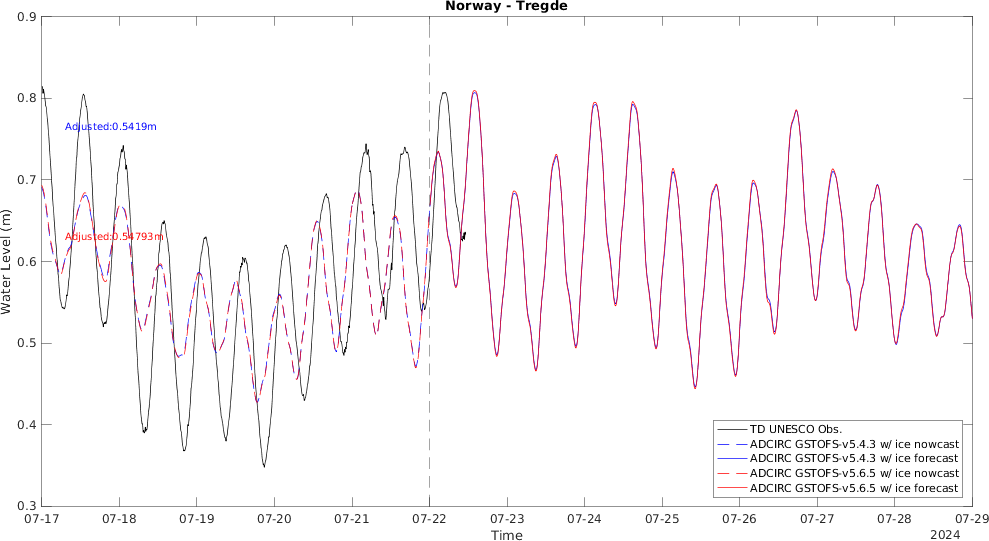 Norway - Tregde
0.9
0.8
0.7
0.6
0.5
0.4
0.3
Water Level (m)
Adjusted:0.5419m
Adjusted:0.54793m
TD UNESCO Obs.
ADCIRC GSTOFS-v5.4.3 w/ ice nowcast
ADCIRC GSTOFS-v5.4.3 w/ ice forecast
ADCIRC GSTOFS-v5.6.5 w/ ice nowcast
ADCIRC GSTOFS-v5.6.5 w/ ice forecast
07-17 07-18 07-19 07-20 07-21 07-22 07-23 07-24 07-25 07-26 07-27 07-28 07-29
Time
2024